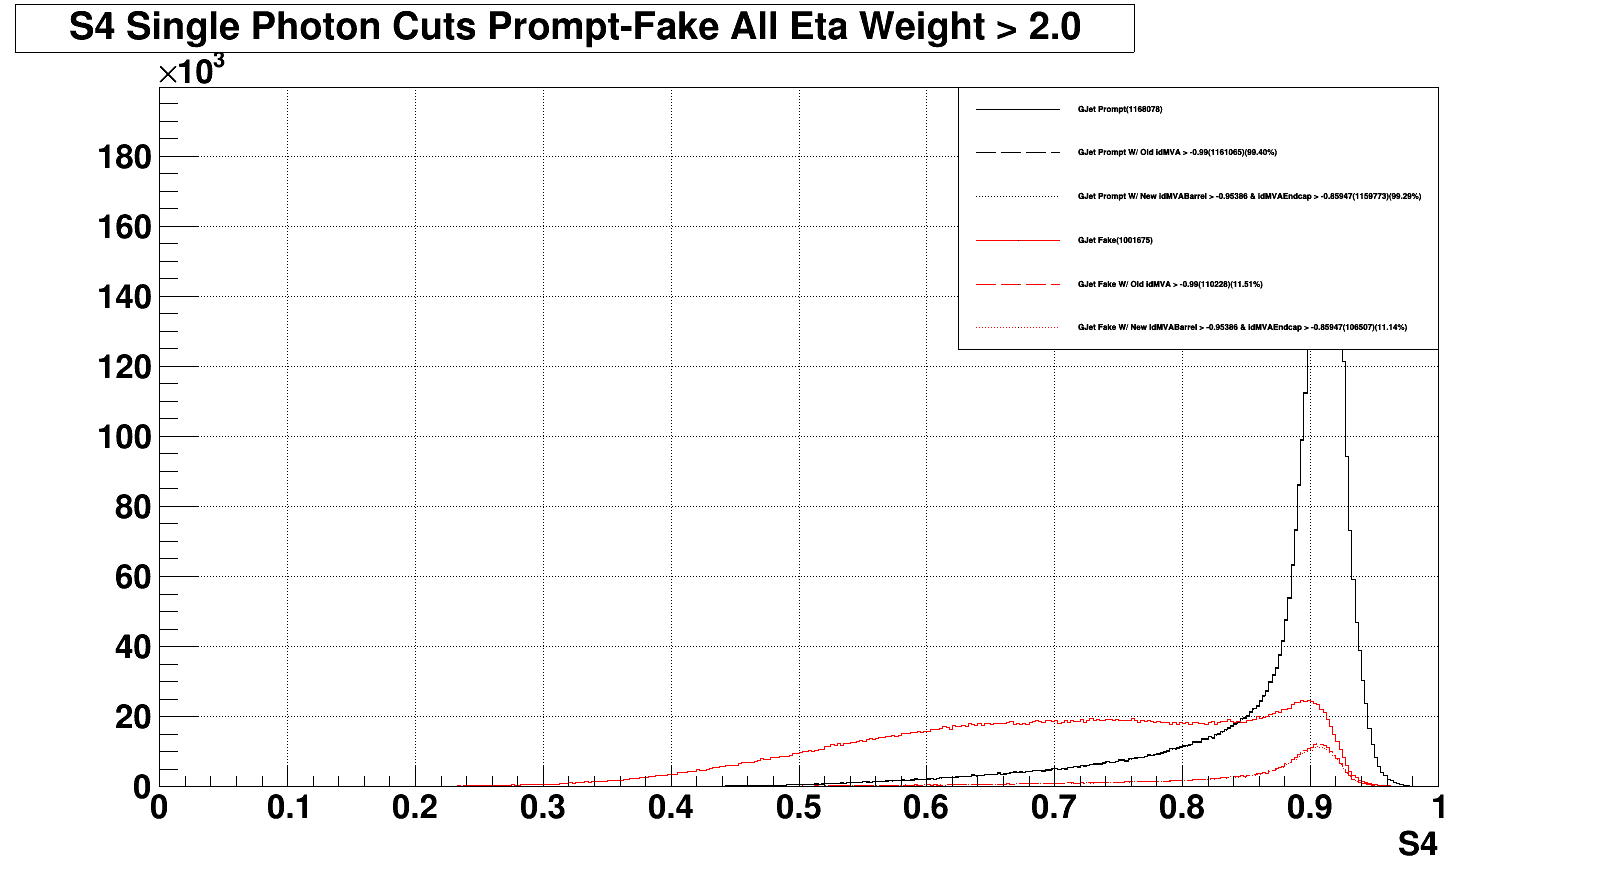 S4 Single Photon Cuts Prompt-Fake All Eta Weight > 2.0
×10³
GJet Prompt(1168078)
GJet Prompt W/ Old idMVA > -0.99(1161065)(99.40%)
GJet Prompt W/ New idMVABarrel > -0.95386 & idMVAEndcap > -0.85947(1159773)(99.29%)
GJet Fake(1001675)
GJet Fake W/ Old idMVA > -0.99(110228)(11.51%)
GJet Fake W/ New idMVABarrel > -0.95386 & idMVAEndcap > -0.85947(106507)(11.14%)
180
160
140
120
100
80
60
40
20
0
0 0.1 0.2 0.3 0.4 0.5 0.6 0.7 0.8 0.9 1
S4